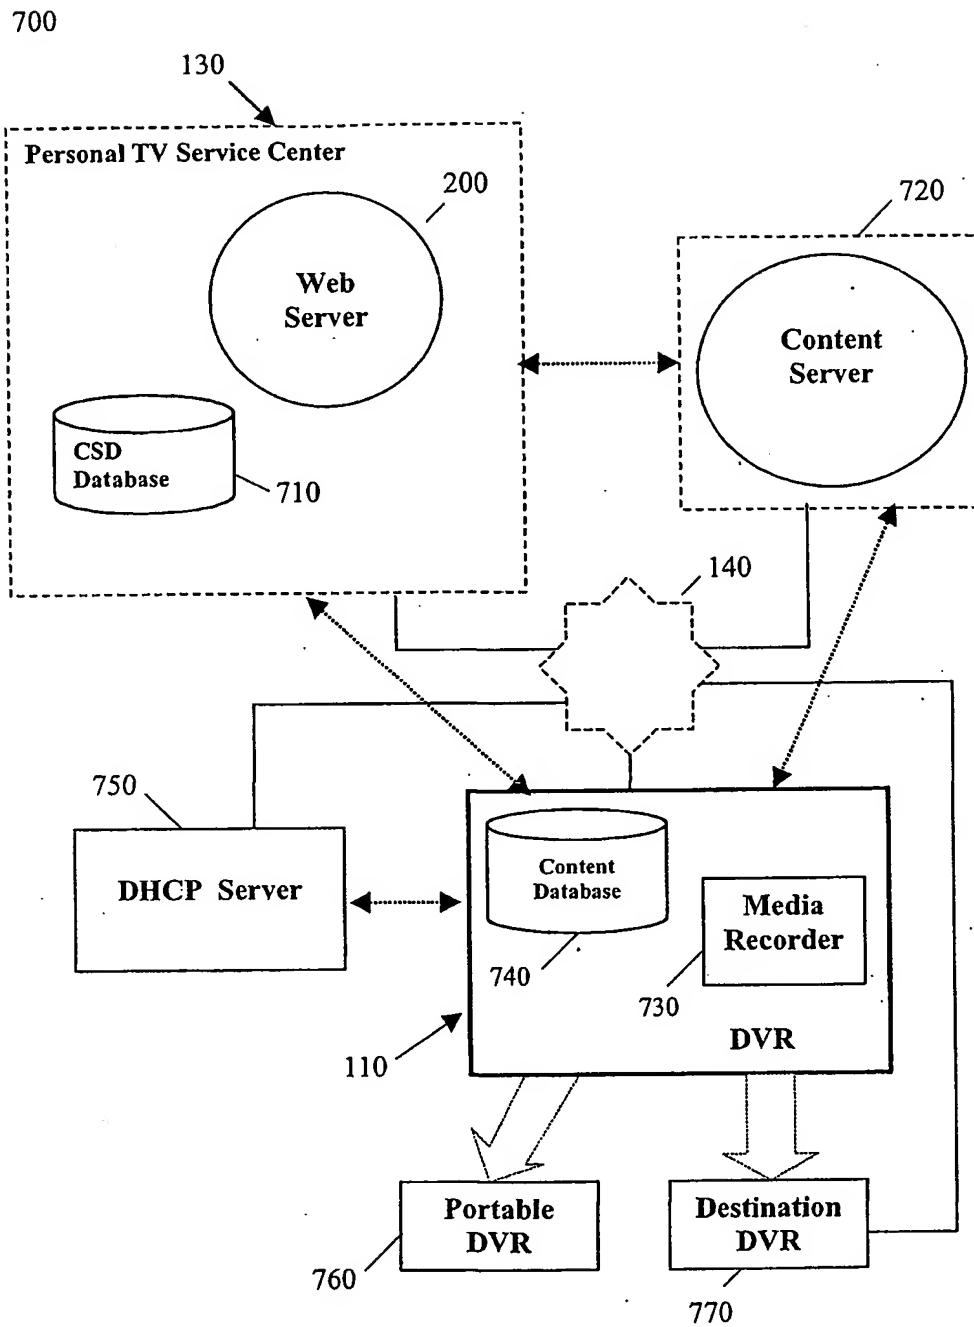 700
130
Personal TV Service Center
200
720
Web
Server
Content
Server
CSD
Database
710
140
750
DHCP Server
Content
Database
Media
Recorder
740
730
DVR
110
Portable
DVR
Destination
DVR
760
770